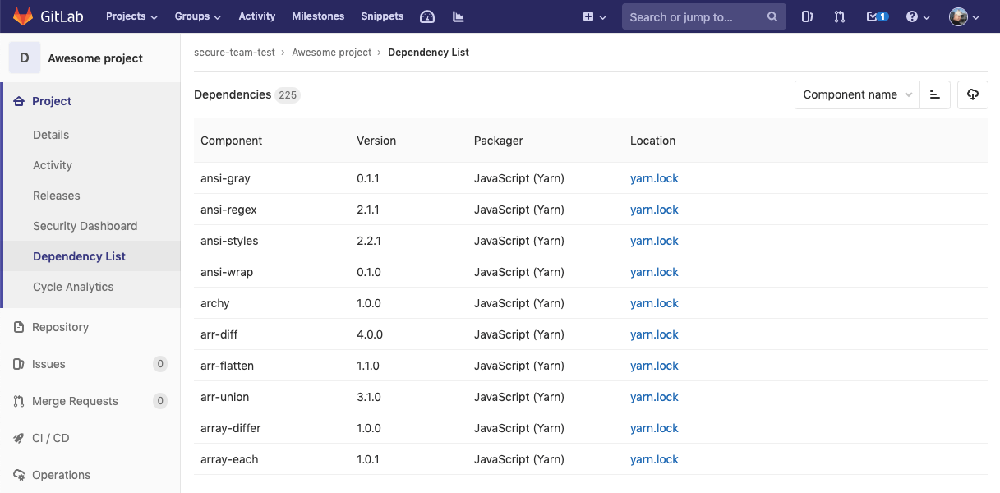 GitLab Projects Groups Activity Milestones Snippets Search or jump to... 1
D Awesome project
secure-team-test › Awesome project › Dependency List
Project
Details
Activity
Releases
Security Dashboard
Dependency List
Cycle Analytics
Repository
Issues 0
Merge Requests 0
CI / CD
Operations
Dependencies 225 Component name
Component Version Packager Location
ansi-gray 0.1.1 JavaScript (Yarn) yarn.lock
ansi-regex 2.1.1 JavaScript (Yarn) yarn.lock
ansi-styles 2.2.1 JavaScript (Yarn) yarn.lock
ansi-wrap 0.1.0 JavaScript (Yarn) yarn.lock
archy 1.0.0 JavaScript (Yarn) yarn.lock
arr-diff 4.0.0 JavaScript (Yarn) yarn.lock
arr-flatten 1.1.0 JavaScript (Yarn) yarn.lock
arr-union 3.1.0 JavaScript (Yarn) yarn.lock
array-differ 1.0.0 JavaScript (Yarn) yarn.lock
array-each 1.0.1 JavaScript (Yarn) yarn.lock